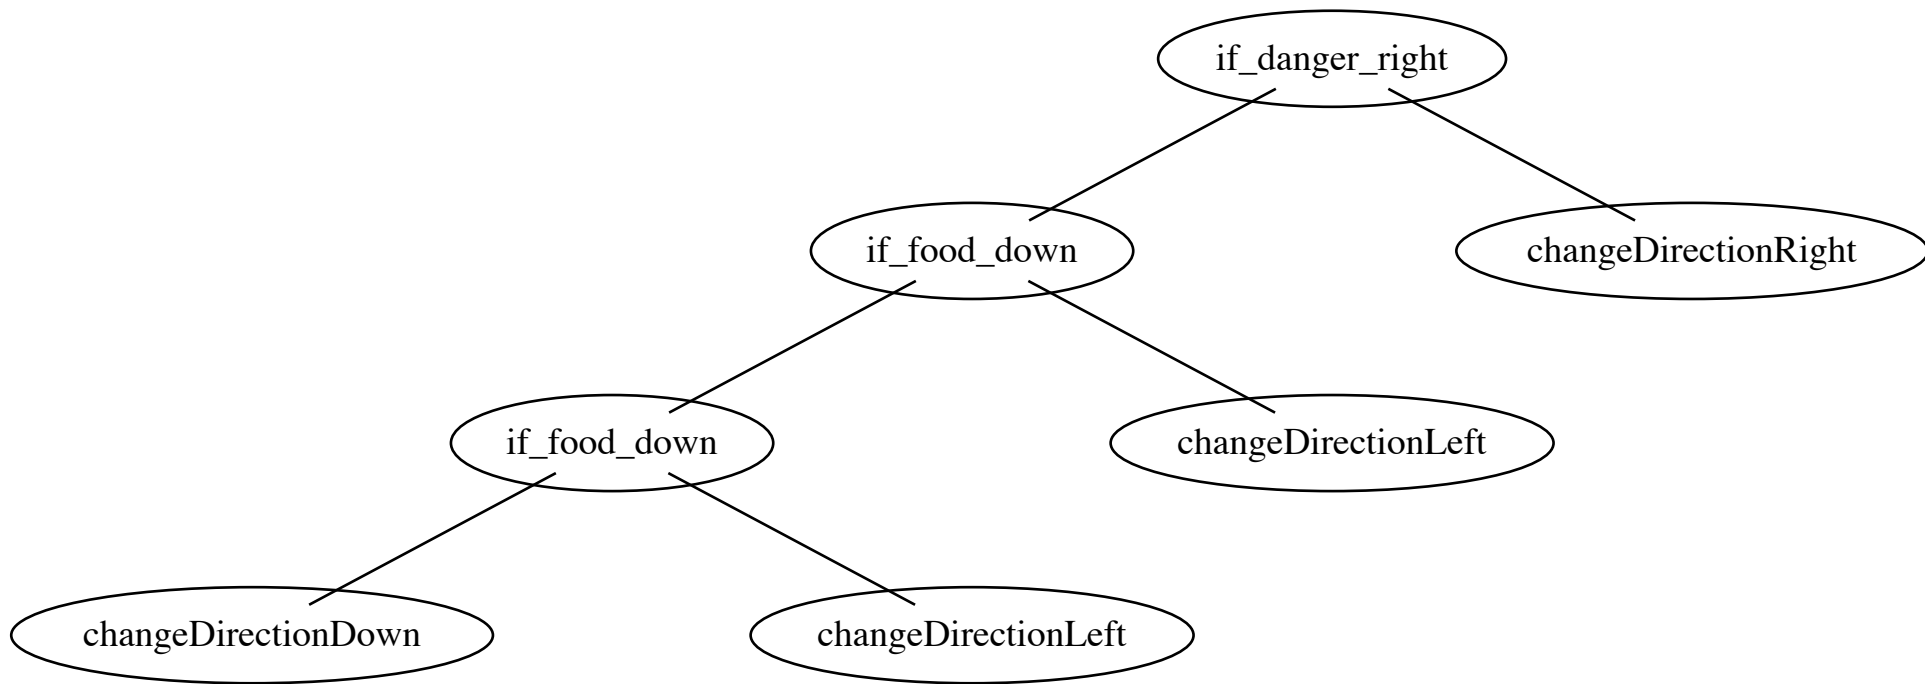 if_danger_right
if_food_down
changeDirectionRight
if_food_down
changeDirectionLeft
changeDirectionDown
changeDirectionLeft